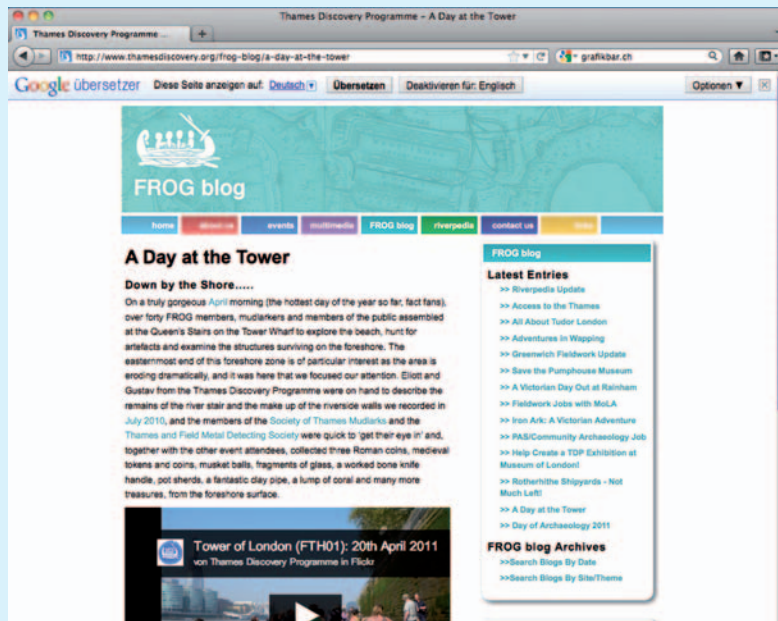 Thames Discovery Programme – A Day at the Tower
Thames Discovery Programme ...
http://www.thamesdiscovery.org/frog-blog/a-day-at-the-tower
grafikbar.ch
Google übersetzer Diese Seite anzeigen auf: Deutsch Übersetzen Deaktivieren für: Englisch Optionen ▼
FROG blog
home about us events multimedia FROG blog riverpedia contact us links
A Day at the Tower
Down by the Shore.....
On a truly gorgeous April morning (the hottest day of the year so far, fact fans),
over forty FROG members, mudlarkers and members of the public assembled
at the Queen's Stairs on the Tower Wharf to explore the beach, hunt for
artefacts and examine the structures surviving on the foreshore. The
easternmost end of this foreshore zone is of particular interest as the area is
eroding dramatically, and it was here that we focused our attention. Eliott and
Gustav from the Thames Discovery Programme were on hand to describe the
remains of the river stair and the make up of the riverside walls we recorded in
July 2010, and the members of the Society of Thames Mudlarks and the
Thames and Field Metal Detecting Society were quick to 'get their eye in' and,
together with the other event attendees, collected three Roman coins, medieval
tokens and coins, musket balls, fragments of glass, a worked bone knife
handle, pot sherds, a fantastic clay pipe, a lump of coral and many more
treasures, from the foreshore surface.
Tower of London (FTH01): 20th April 2011
von Thames Discovery Programme in Flickr
FROG blog
Latest Entries
>> Riverpedia Update
>> Access to the Thames
>> All About Tudor London
>> Adventures in Wapping
>> Greenwich Fieldwork Update
>> Save the Pumphouse Museum
>> A Victorian Day Out at Rainham
>> Fieldwork Jobs with MoLA
>> Iron Ark: A Victorian Adventure
>> PAS/Community Archaeology Job
>> Help Create a TDP Exhibition at
Museum of London!
>> Rotherhithe Shipyards - Not
Much Left!
>> A Day at the Tower
>> Day of Archaeology 2011
FROG blog Archives
>>Search Blogs By Date
>>Search Blogs By Site/Theme